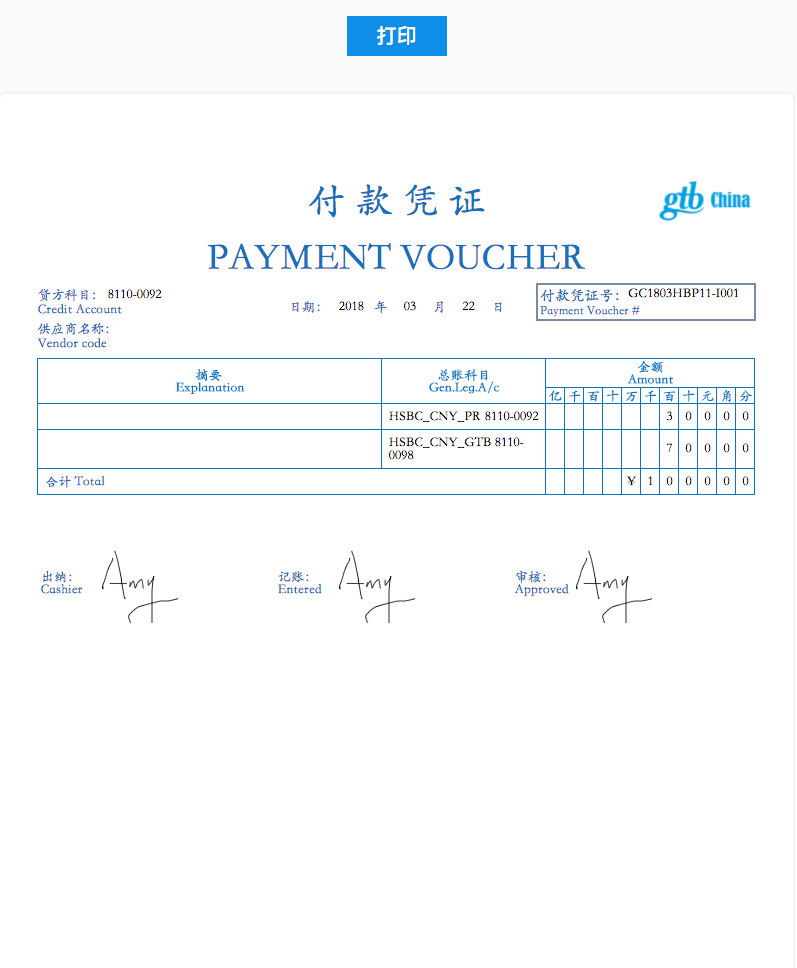 打印
付款凭证
gtb China
PAYMENT VOUCHER
贷方科目: 8110-0092
Credit Account
日期: 2018 年 03 月 22 日
付款凭证号: GC1803HBP11-I001
Payment Voucher #
供应商名称:
Vendor code
摘要
Explanation
总账科目
Gen.Leg.A/c
金额
Amount
亿 千 百 十 万 千 百 十 元 角 分
HSBC_CNY_PR 8110-0092 3 0 0 0 0
HSBC_CNY_GTB 8110-
0098 7 0 0 0 0
合计 Total ¥ 1 0 0 0 0 0
出纳:
Cashier
Amy
记账:
Entered
Amy
审核:
Approved
Amy